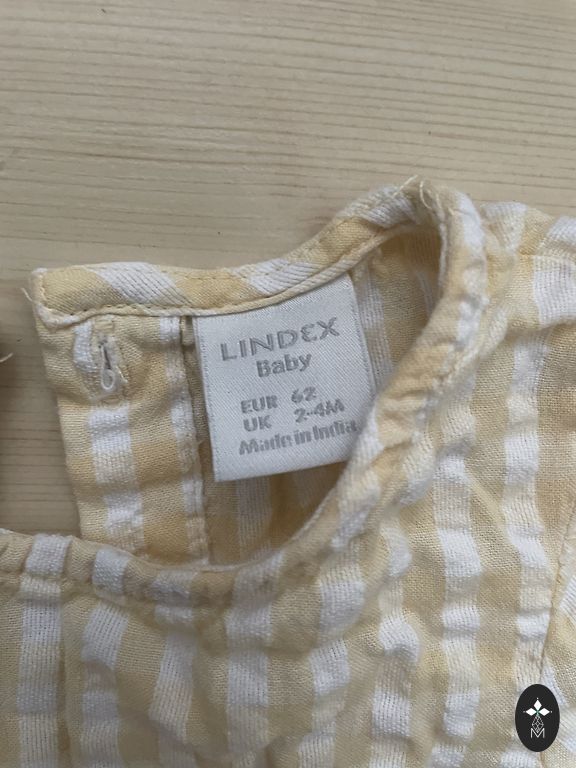 LINDEX
Baby
EUR 62
UK 2-4M
Made in India